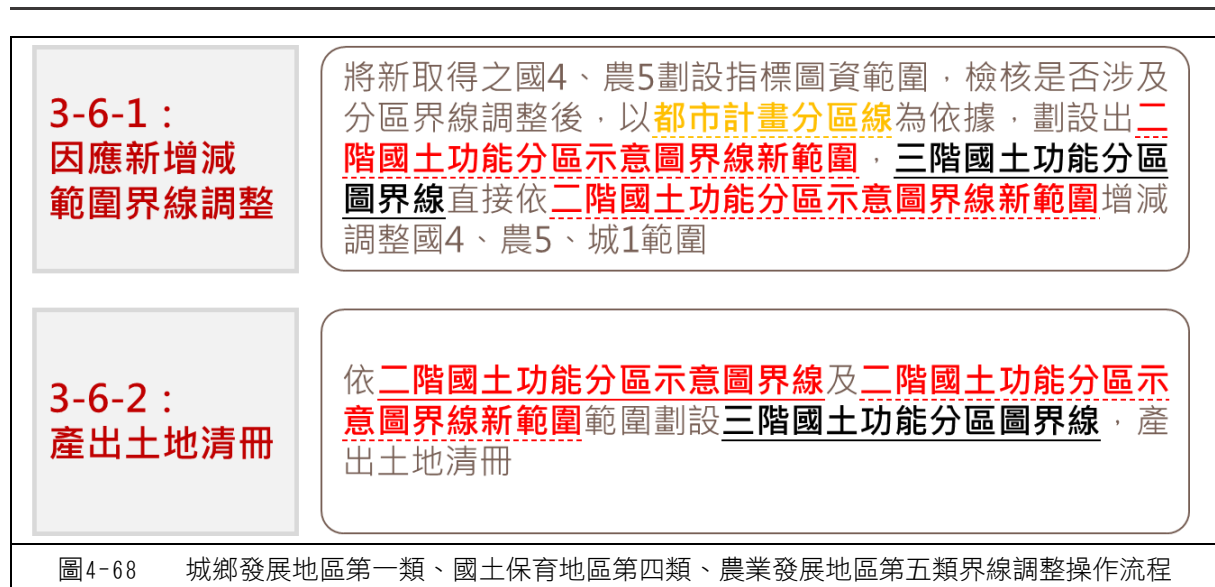 3-6-1：
因應新增減
範圍界線調整
將新取得之國4、農5劃設指標圖資範圍，檢核是否涉及
分區界線調整後，以都市計畫分區線為依據，劃設出二
階國土功能分區示意圖界線新範圍，三階國土功能分區
圖界線直接依二階國土功能分區示意圖界線新範圍增減
調整國4、農5、城1範圍
3-6-2：
產出土地清冊
依二階國土功能分區示意圖界線及二階國土功能分區示
意圖界線新範圍範圍劃設三階國土功能分區圖界線，產
出土地清冊
圖4-68 城鄉發展地區第一類、國土保育地區第四類、農業發展地區第五類界線調整操作流程